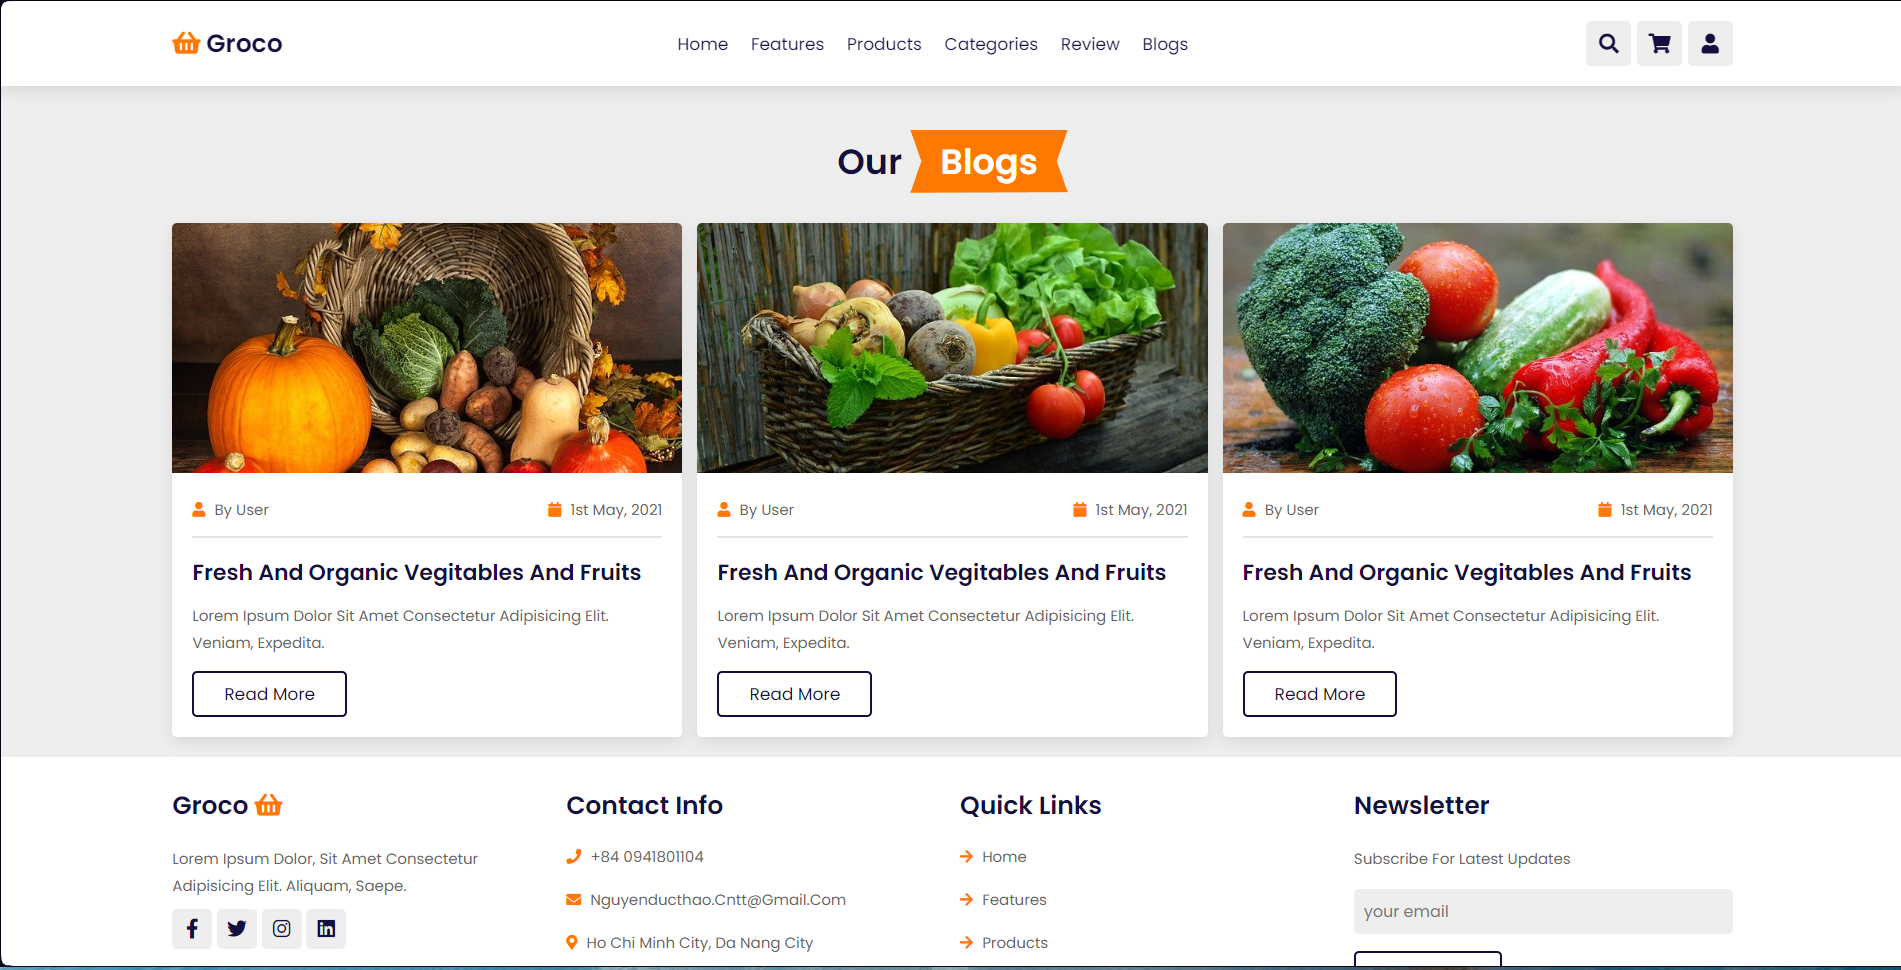 Groco
Home Features Products Categories Review Blogs
Our Blogs
By User 1st May, 2021
Fresh And Organic Vegitables And Fruits
Lorem Ipsum Dolor Sit Amet Consectetur Adipisicing Elit.
Veniam, Expedita.
Read More
By User 1st May, 2021
Fresh And Organic Vegitables And Fruits
Lorem Ipsum Dolor Sit Amet Consectetur Adipisicing Elit.
Veniam, Expedita.
Read More
By User 1st May, 2021
Fresh And Organic Vegitables And Fruits
Lorem Ipsum Dolor Sit Amet Consectetur Adipisicing Elit.
Veniam, Expedita.
Read More
Groco
Lorem Ipsum Dolor, Sit Amet Consectetur
Adipisicing Elit. Aliquam, Saepe.
Contact Info
+84 0941801104
Nguyenducthao.Cntt@Gmail.Com
Ho Chi Minh City, Da Nang City
Quick Links
Home
Features
Products
Newsletter
Subscribe For Latest Updates
your email